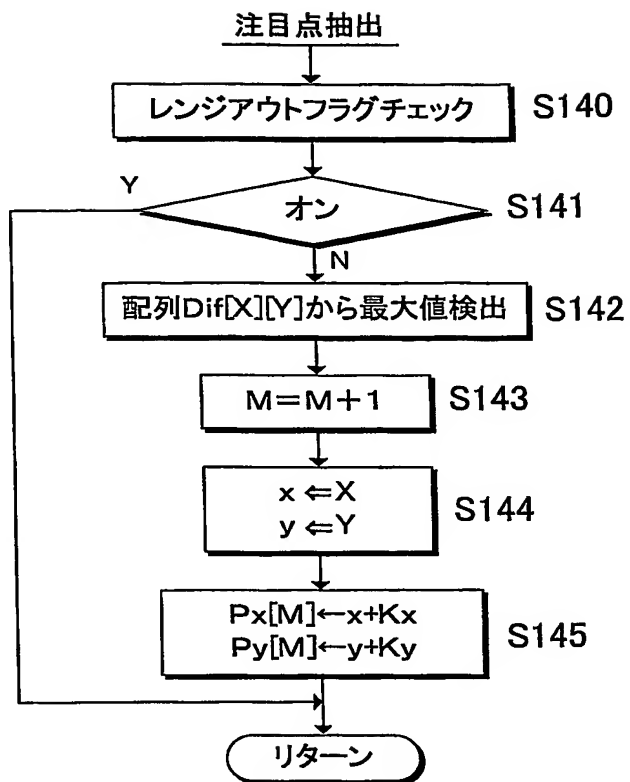 注目点抽出
レンジアウトフラグチェック S140
Y
オン S141
N
配列Dif[X][Y]から最大値検出 S142
M=M+1 S143
x⇐X
y⇐Y
S144
Px[M]←x+Kx
Py[M]←y+Ky
S145
リターン